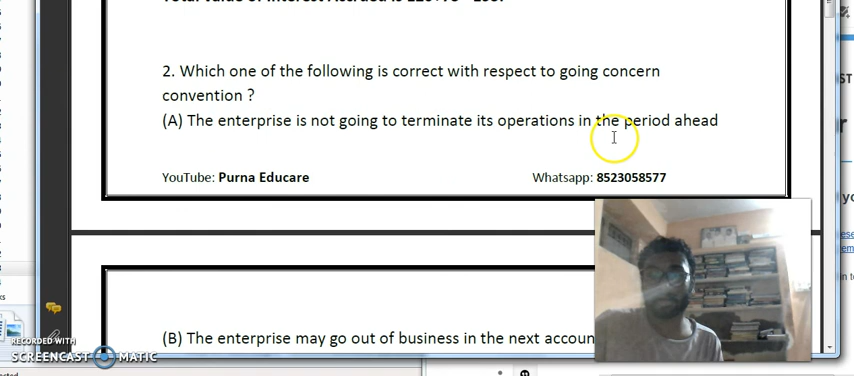 2. Which one of the following is correct with respect to going concern
convention ?
(A) The enterprise is not going to terminate its operations in the period ahead
YouTube: Purna Educare
Whatsapp: 8523058577
(B) The enterprise may go out of business in the next accoun
RECORDED WITH
SCREENCAST MATIC